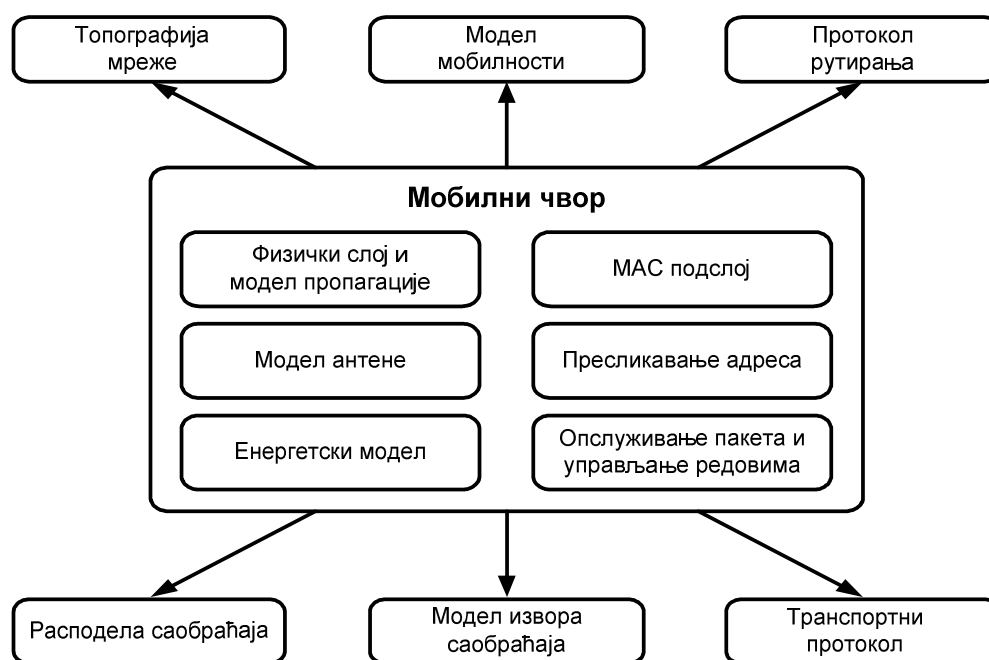 Топографија
мреже
Модел
мобилности
Протокол
рутирања
Мобилни чвор
Физички слој и
модел пропагације
МАС подслој
Модел антене
Пресликавање адреса
Енергетски модел
Опслуживање пакета и
управљање редовима
Расподела саобраћаја
Модел извора
саобраћаја
Транспортни
протокол